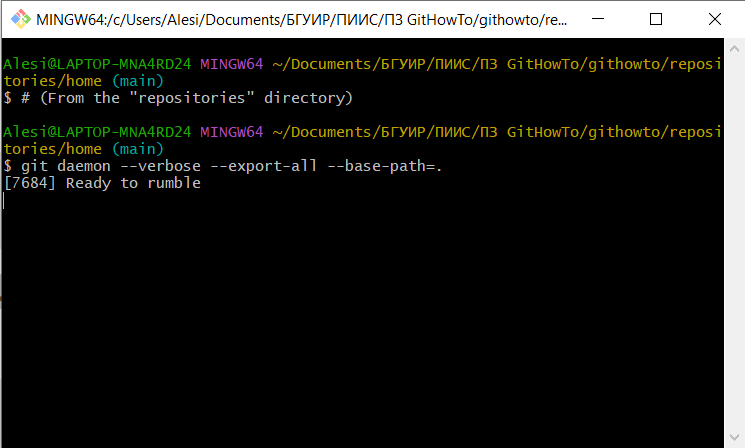 MINGW64:/c/Users/Alesi/Documents/БГУИР/ПИИС/ПЗ GitHowTo/githowto/re...
Alesi@LAPTOP-MNA4RD24 MINGW64 ~/Documents/БГУИР/ПИИС/ПЗ GitHowTo/githowto/reposi
tories/home (main)
$ # (From the "repositories" directory)
Alesi@LAPTOP-MNA4RD24 MINGW64 ~/Documents/БГУИР/ПИИС/ПЗ GitHowTo/githowto/reposi
tories/home (main)
$ git daemon --verbose --export-all --base-path=.
[7684] Ready to rumble